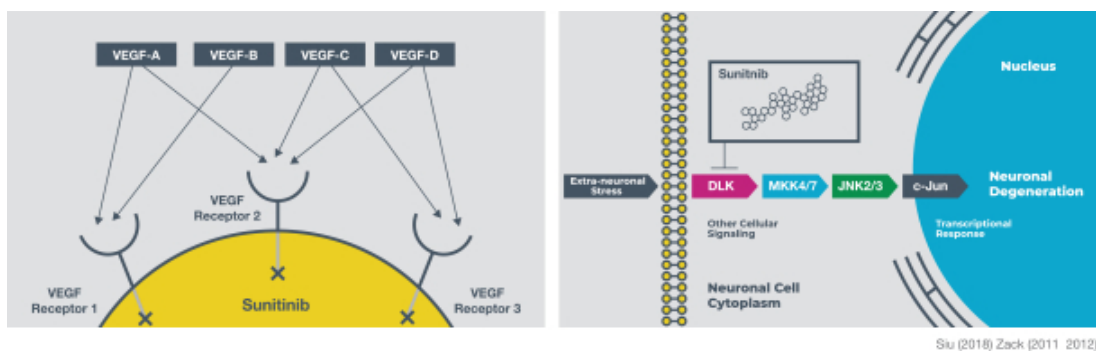 VEGF-A
VEGF-B
VEGF-C
VEGF-D
VEGF
Receptor 2
VEGF
Receptor 1
Sunitinib
VEGF
Receptor 3
Sunitnib
Nucleus
Extra-neuronal
Stress
DLK
MKK4/7
JNK2/3
c-Jun
Neuronal
Degeneration
Other Cellular
Signaling
Transcriptional
Response
Neuronal Cell
Cytoplasm
Siu (2018) Zack (2011 2012)